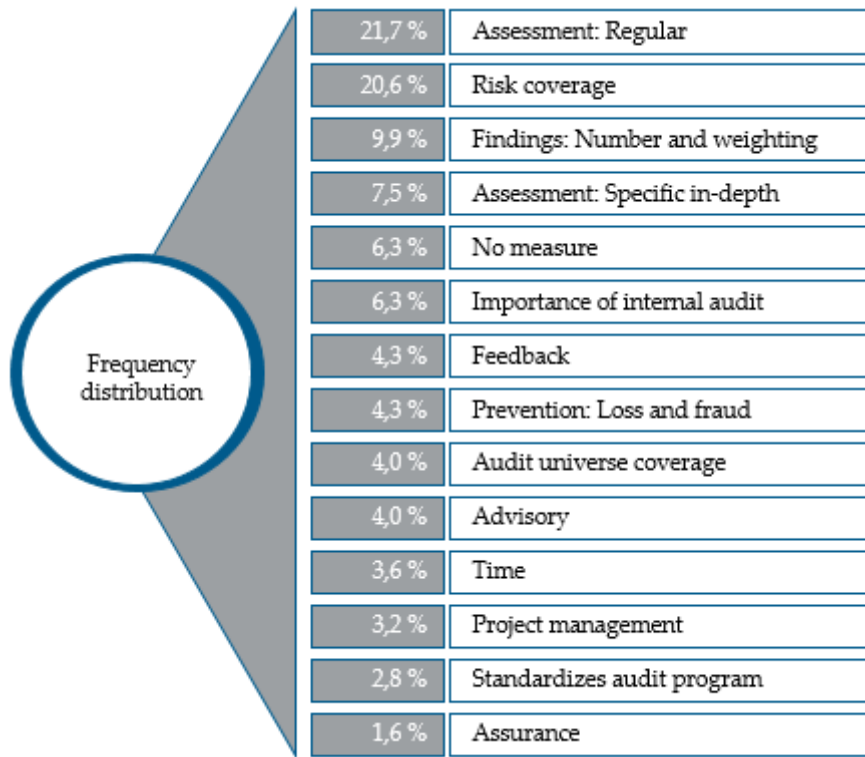 21,7 % Assessment: Regular
20,6 % Risk coverage
9,9 % Findings: Number and weighting
7,5 % Assessment: Specific in-depth
6,3 % No measure
6,3 % Importance of internal audit
Frequency
distribution
4,3 % Feedback
4,3 % Prevention: Loss and fraud
4,0 % Audit universe coverage
4,0 % Advisory
3,6 % Time
3,2 % Project management
2,8 % Standardizes audit program
1,6 % Assurance